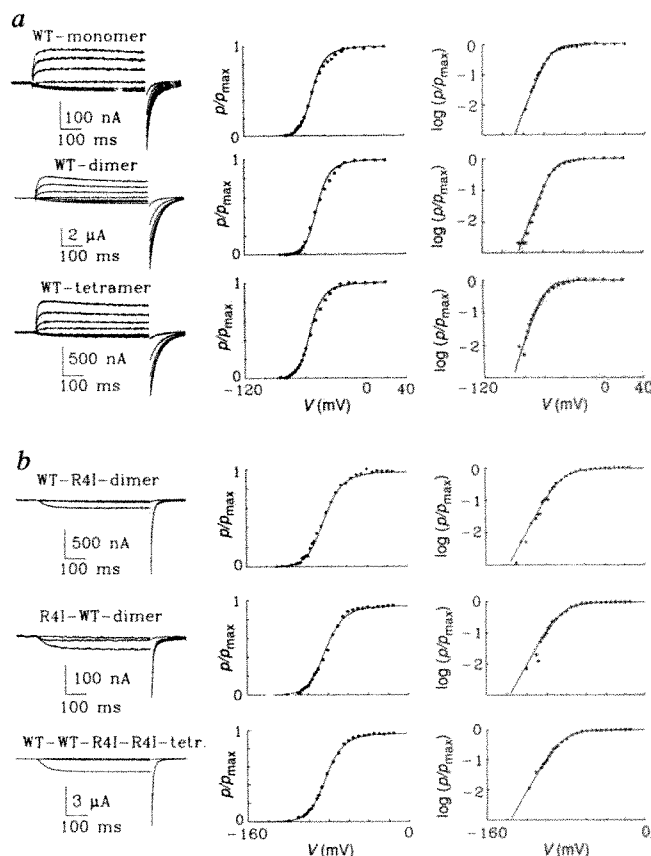 a
WT-monomer
100 nA
100 ms
p/pmax
1
0
log (p/pmax)
0
-1
-2
WT-dimer
2 μA
100 ms
p/pmax
1
0
log (p/pmax)
0
-1
-2
WT-tetramer
500 nA
100 ms
p/pmax
1
0
-120
0
40
V (mV)
log (p/pmax)
0
-1
-2
-120
0
40
V (mV)
b
WT-R4I-dimer
500 nA
100 ms
p/pmax
1
0
log (p/pmax)
0
-1
-2
R4I-WT-dimer
100 nA
100 ms
p/pmax
1
0
log (p/pmax)
0
-1
-2
WT-WT-R4I-R4I-tetr.
3 μA
100 ms
p/pmax
1
0
-160
0
V (mV)
log (p/pmax)
0
-1
-2
-160
0
V (mV)